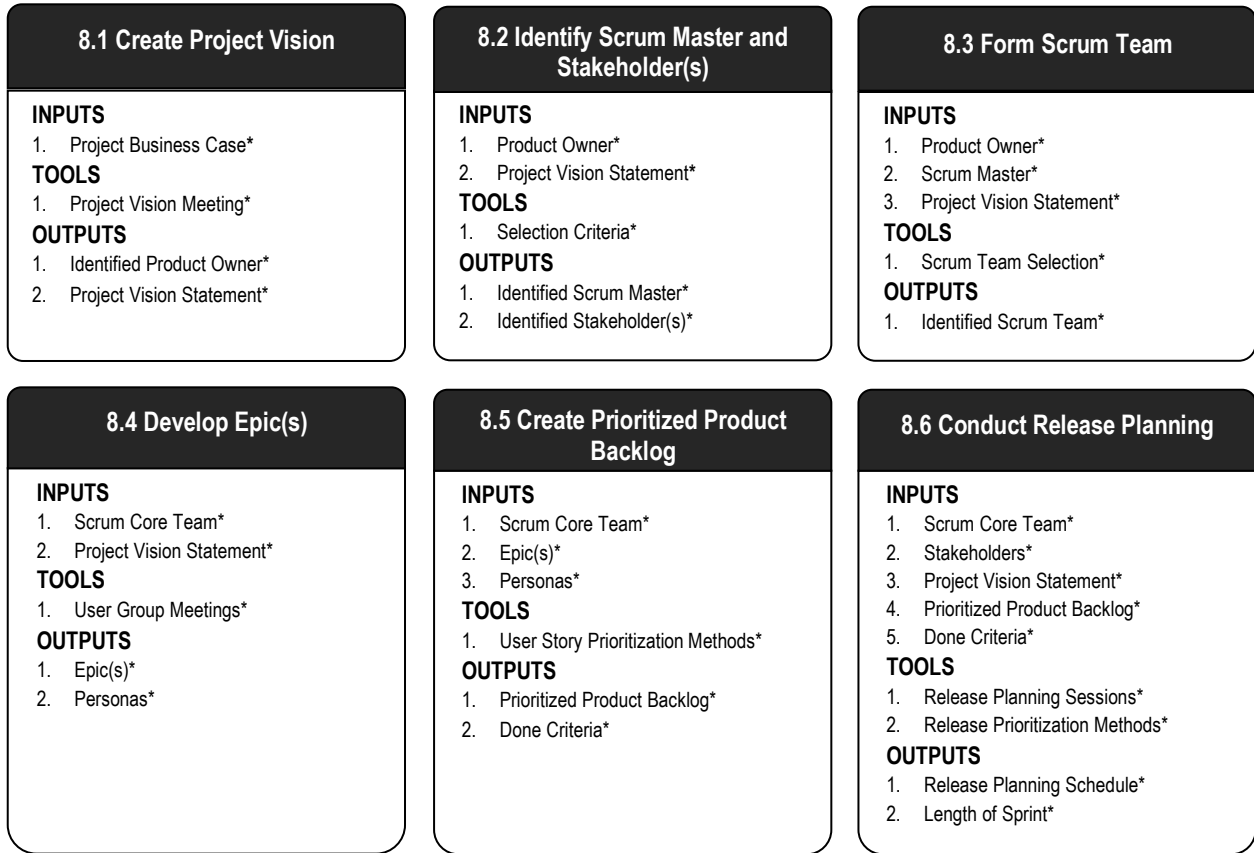 8.1 Create Project Vision
INPUTS
1. Project Business Case*
TOOLS
1. Project Vision Meeting*
OUTPUTS
1. Identified Product Owner*
2. Project Vision Statement*
8.2 Identify Scrum Master and
Stakeholder(s)
INPUTS
1. Product Owner*
2. Project Vision Statement*
TOOLS
1. Selection Criteria*
OUTPUTS
1. Identified Scrum Master*
2. Identified Stakeholder(s)*
8.3 Form Scrum Team
INPUTS
1. Product Owner*
2. Scrum Master*
3. Project Vision Statement*
TOOLS
1. Scrum Team Selection*
OUTPUTS
1. Identified Scrum Team*
8.4 Develop Epic(s)
INPUTS
1. Scrum Core Team*
2. Project Vision Statement*
TOOLS
1. User Group Meetings*
OUTPUTS
1. Epic(s)*
2. Personas*
8.5 Create Prioritized Product
Backlog
INPUTS
1. Scrum Core Team*
2. Epic(s)*
3. Personas*
TOOLS
1. User Story Prioritization Methods*
OUTPUTS
1. Prioritized Product Backlog*
2. Done Criteria*
8.6 Conduct Release Planning
INPUTS
1. Scrum Core Team*
2. Stakeholders*
3. Project Vision Statement*
4. Prioritized Product Backlog*
5. Done Criteria*
TOOLS
1. Release Planning Sessions*
2. Release Prioritization Methods*
OUTPUTS
1. Release Planning Schedule*
2. Length of Sprint*